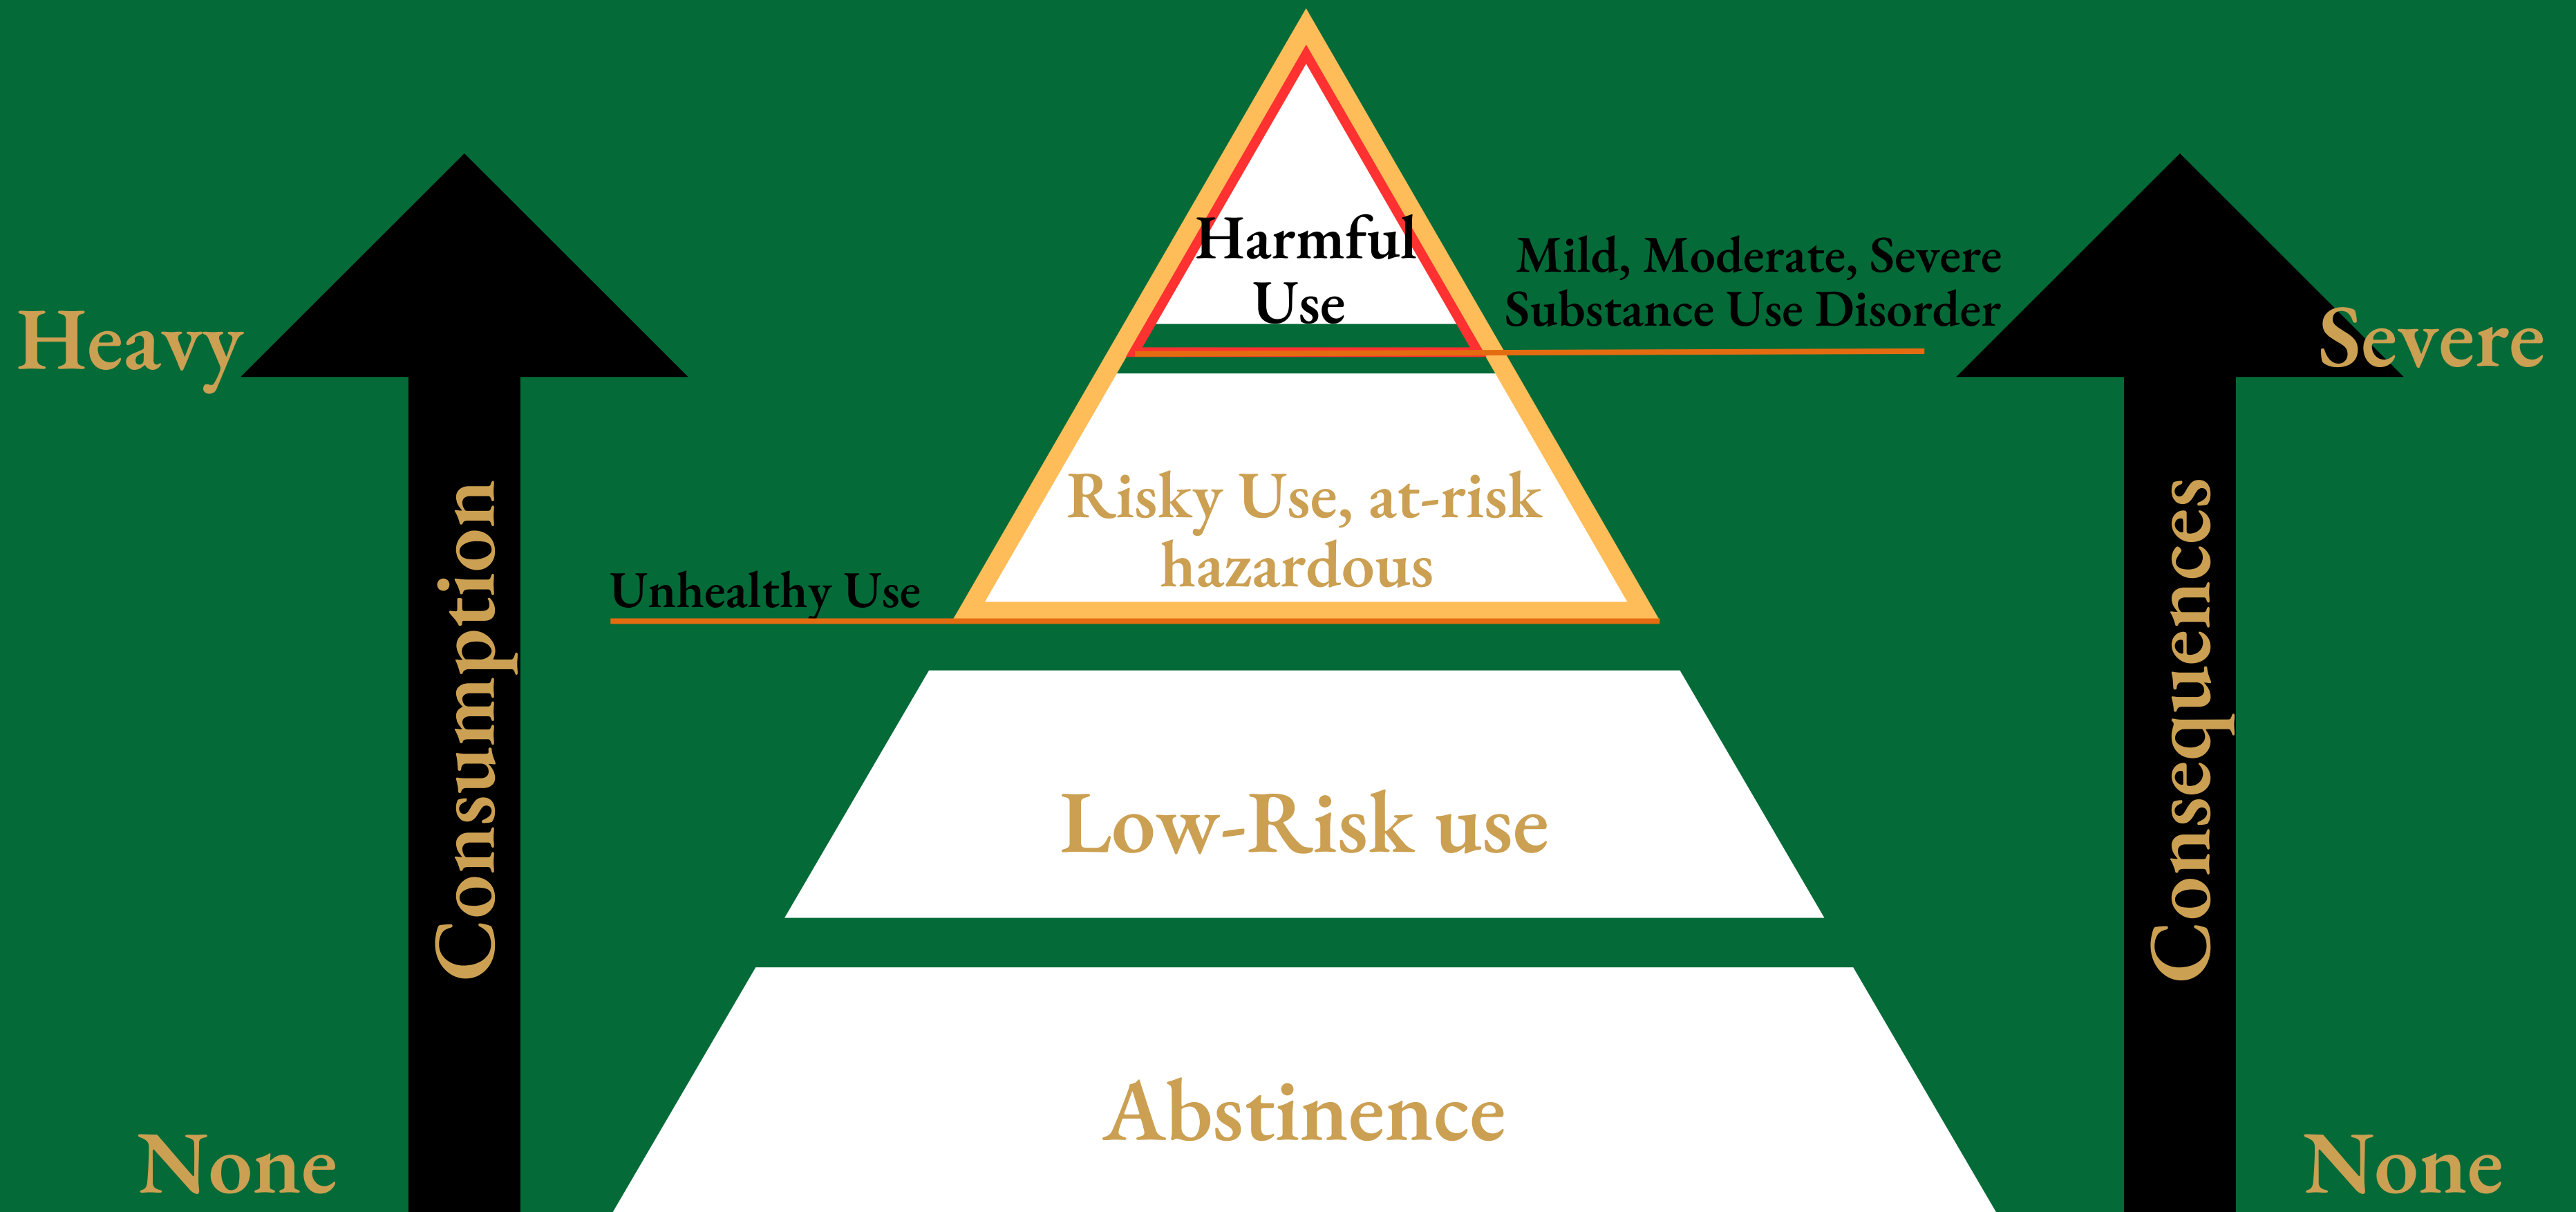 Harmful
Use
Mild, Moderate, Severe
Substance Use Disorder
Heavy
Severe
Risky Use, at-risk
hazardous
Unhealthy Use
Consumption
Consequences
Low-Risk use
Abstinence
None
None